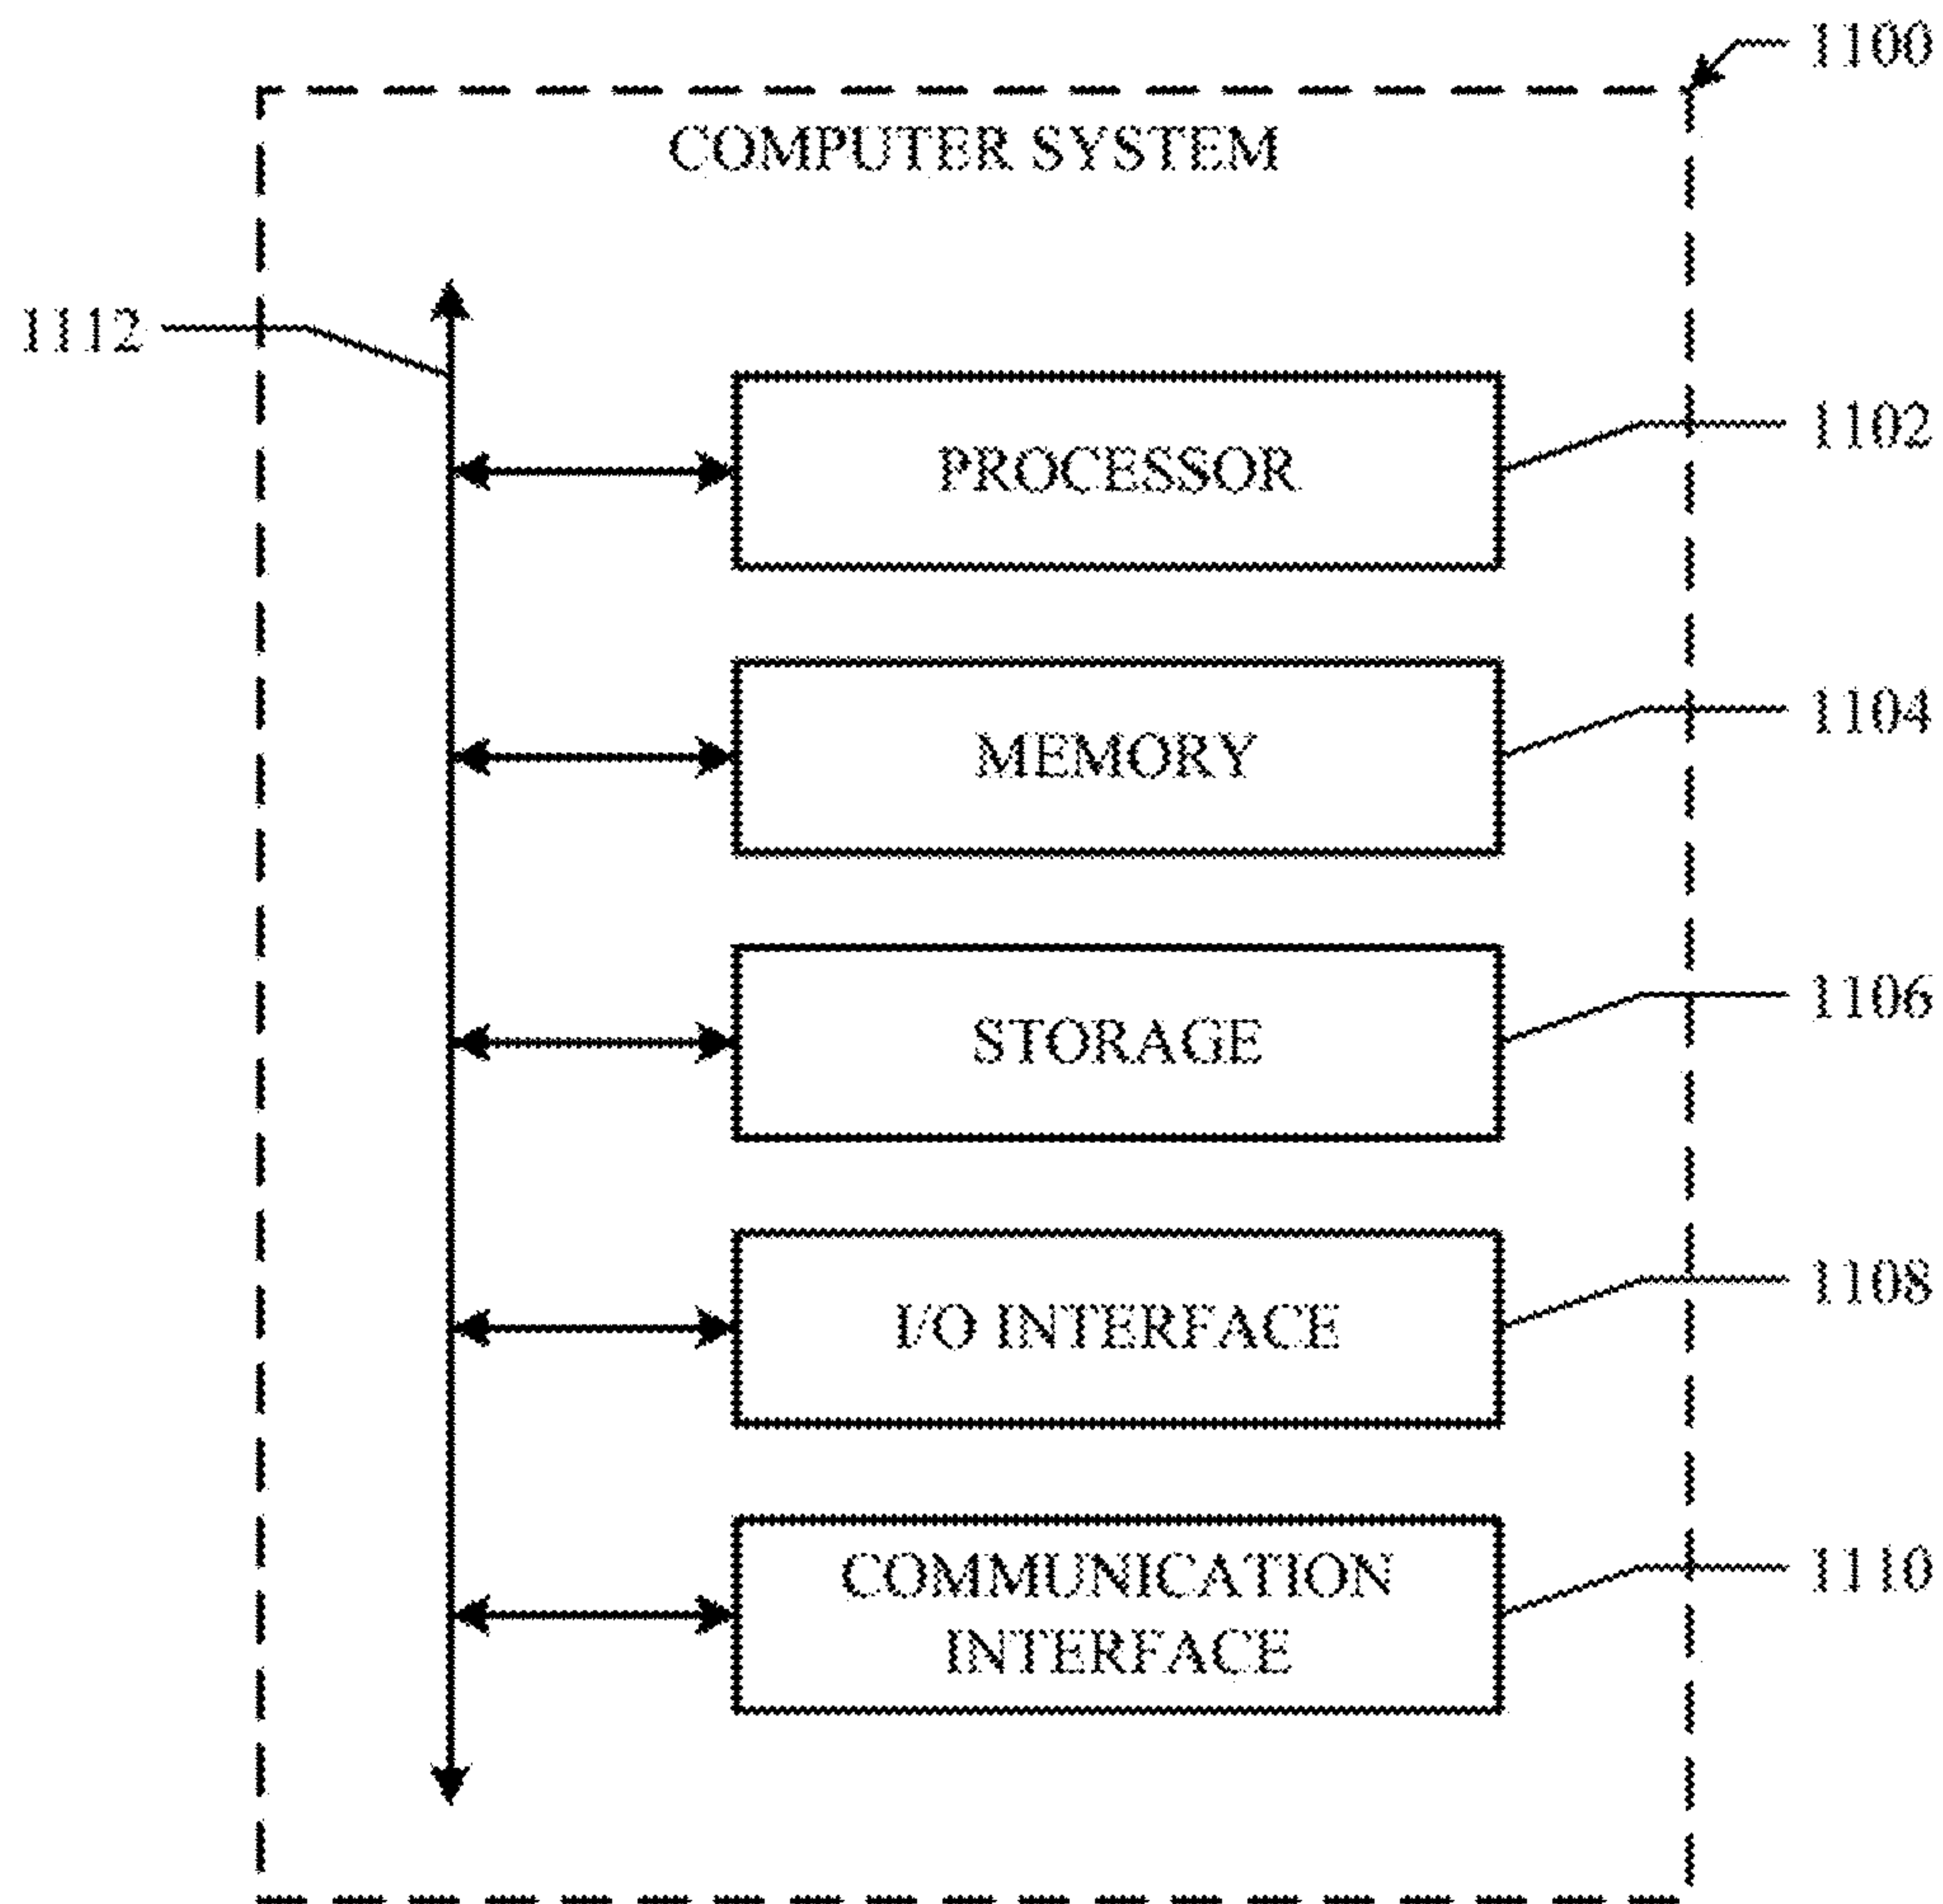 1100
COMPUTER SYSTEM
1112
PROCESSOR
1102
MEMORY
1104
STORAGE
1106
I/O INTERFACE
1108
COMMUNICATION
INTERFACE
1110